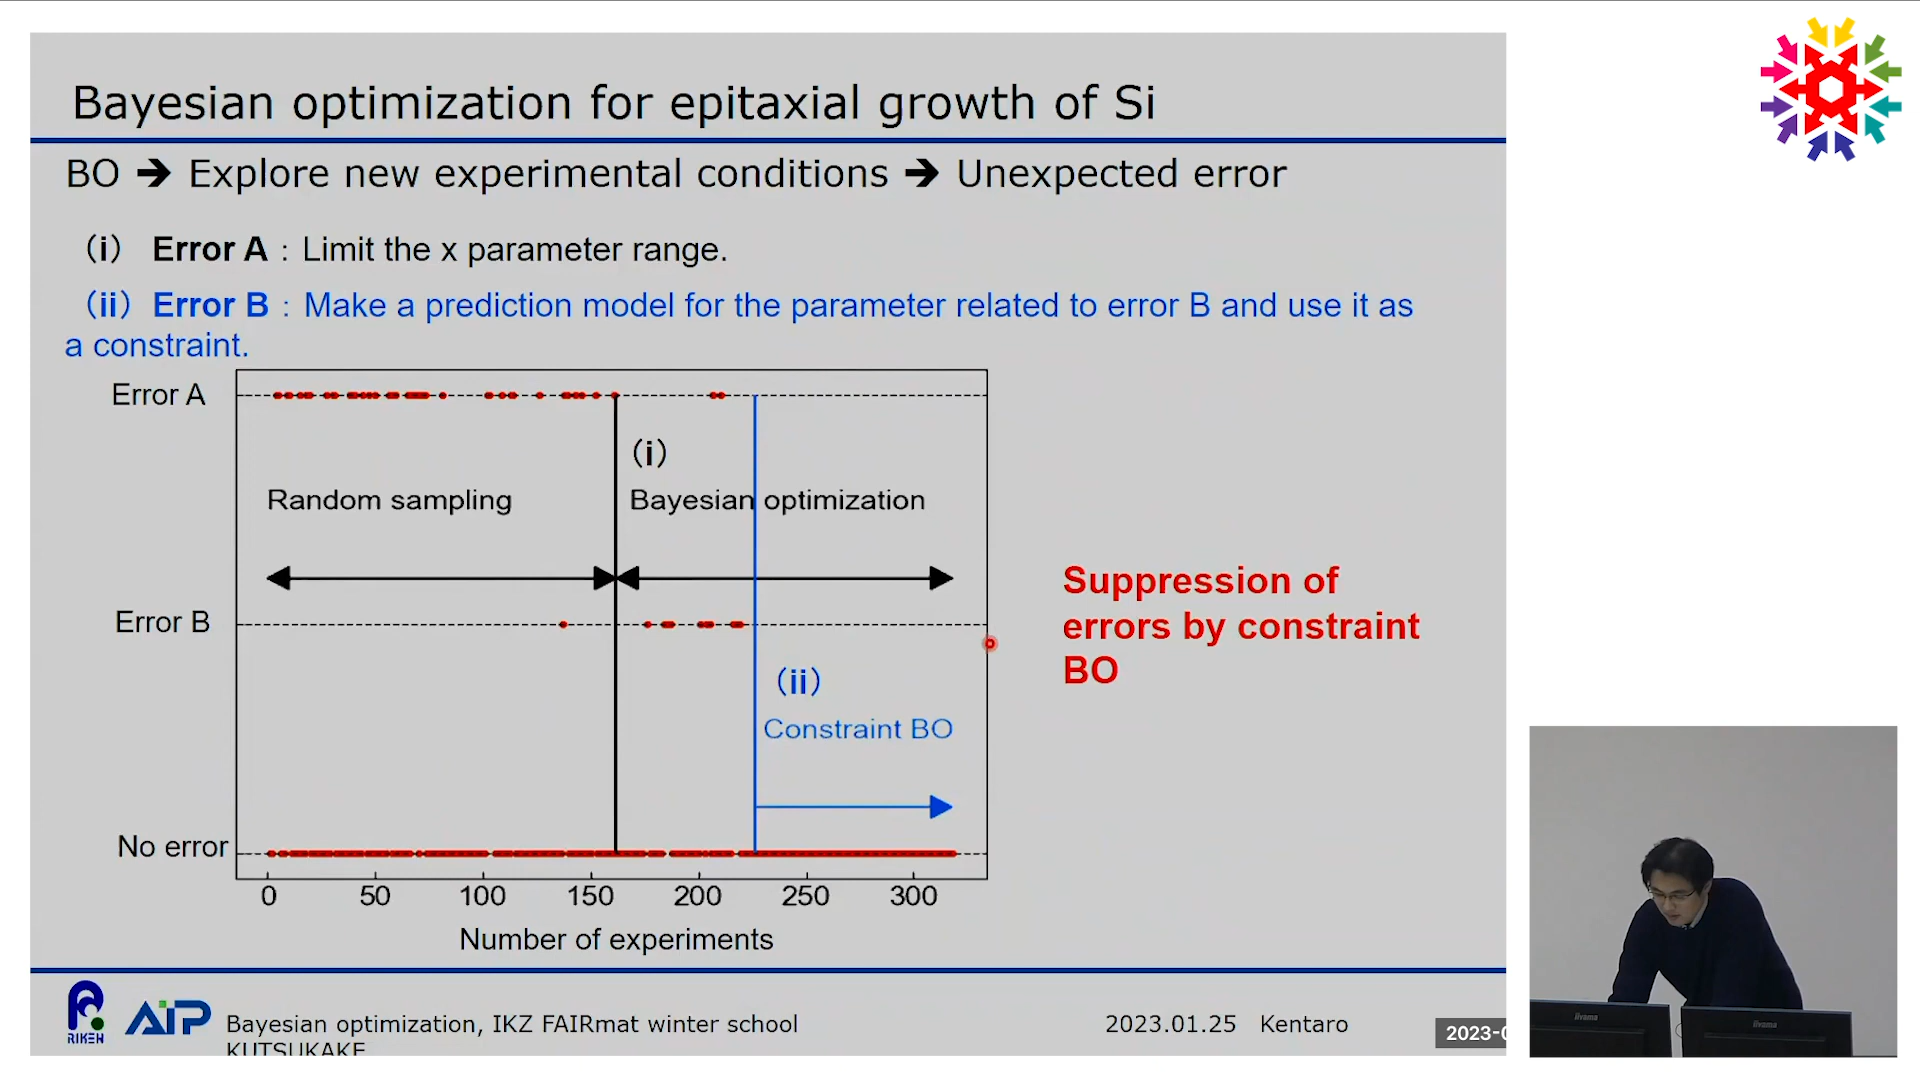 Bayesian optimization for epitaxial growth of Si
BO ➔ Explore new experimental conditions ➔ Unexpected error
(i) Error A : Limit the x parameter range.
(ii) Error B : Make a prediction model for the parameter related to error B and use it as
a constraint.
Error A
(i)
Random sampling
Bayesian optimization
Error B
(ii)
Constraint BO
No error
0 50 100 150 200 250 300
Number of experiments
Suppression of
errors by constraint
BO
RIKEN
AIP
Bayesian optimization, IKZ FAIRmat winter school
2023.01.25 Kentaro
KUTSUKAKE
2023-0
iiyama
iiyama